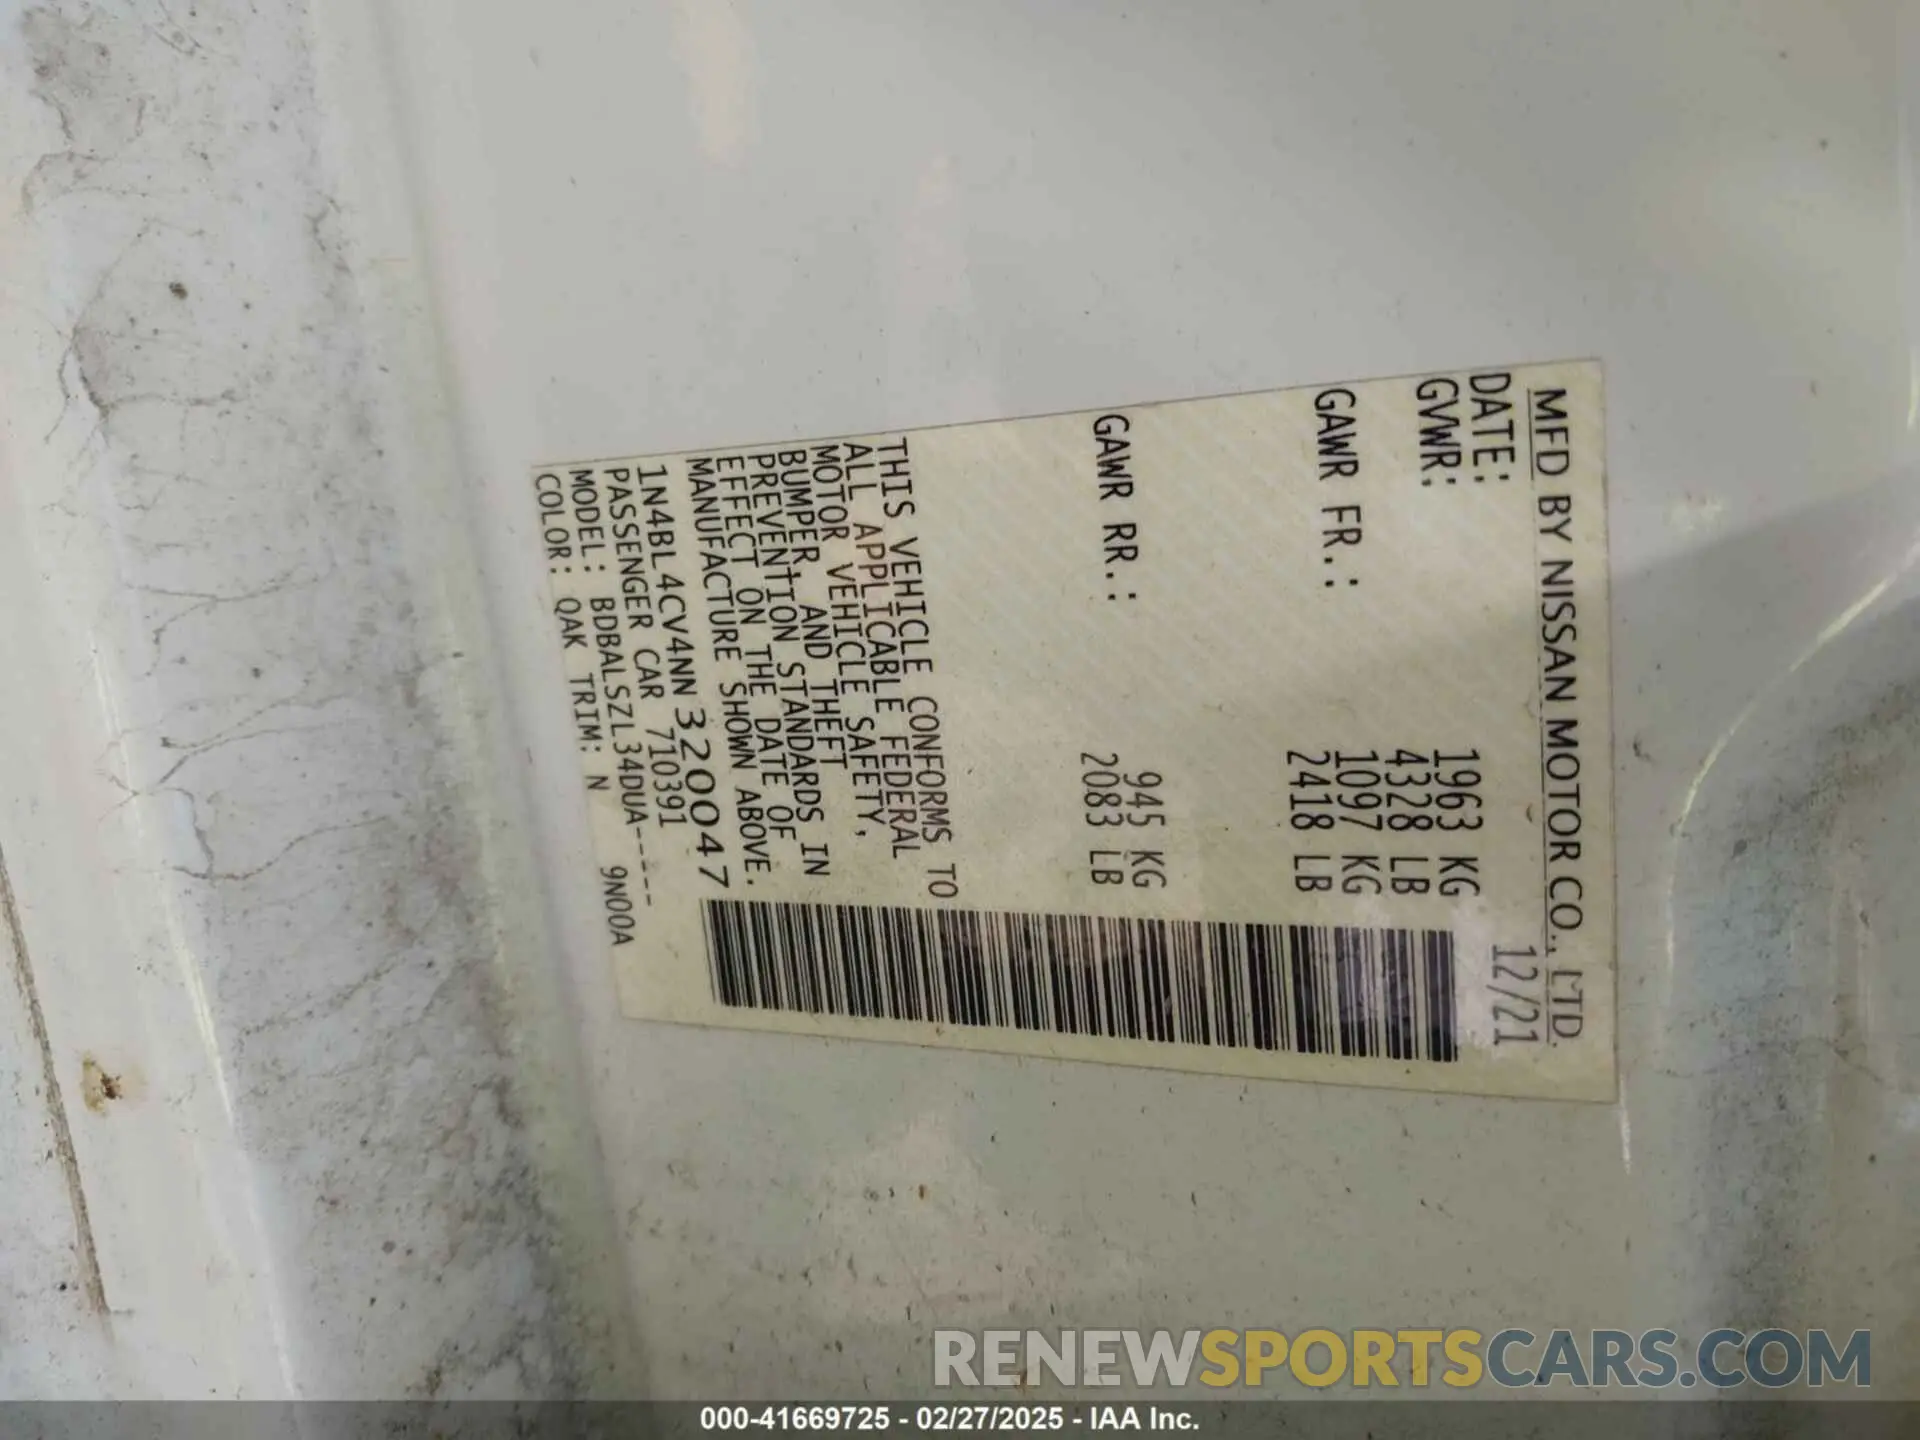 MFD BY NISSAN MOTOR CO., LTD.
DATE: 12/21
GVWR: 1963 KG
4328 LB
GAWR FR.: 1097 KG
2418 LB
GAWR RR.: 945 KG
2083 LB
THIS VEHICLE CONFORMS TO
ALL APPLICABLE FEDERAL
MOTOR VEHICLE SAFETY,
BUMPER, AND THEFT
PREVENTION STANDARDS IN
EFFECT ON THE DATE OF
MANUFACTURE SHOWN ABOVE.
1N4BL4CV4NN320047
PASSENGER CAR 710391
MODEL: BDBALSZL34DUA-----
COLOR: QAK TRIM: N 9N00A
RENEWSPORTSCARS.COM
000-41669725 - 02/27/2025 - IAA Inc.